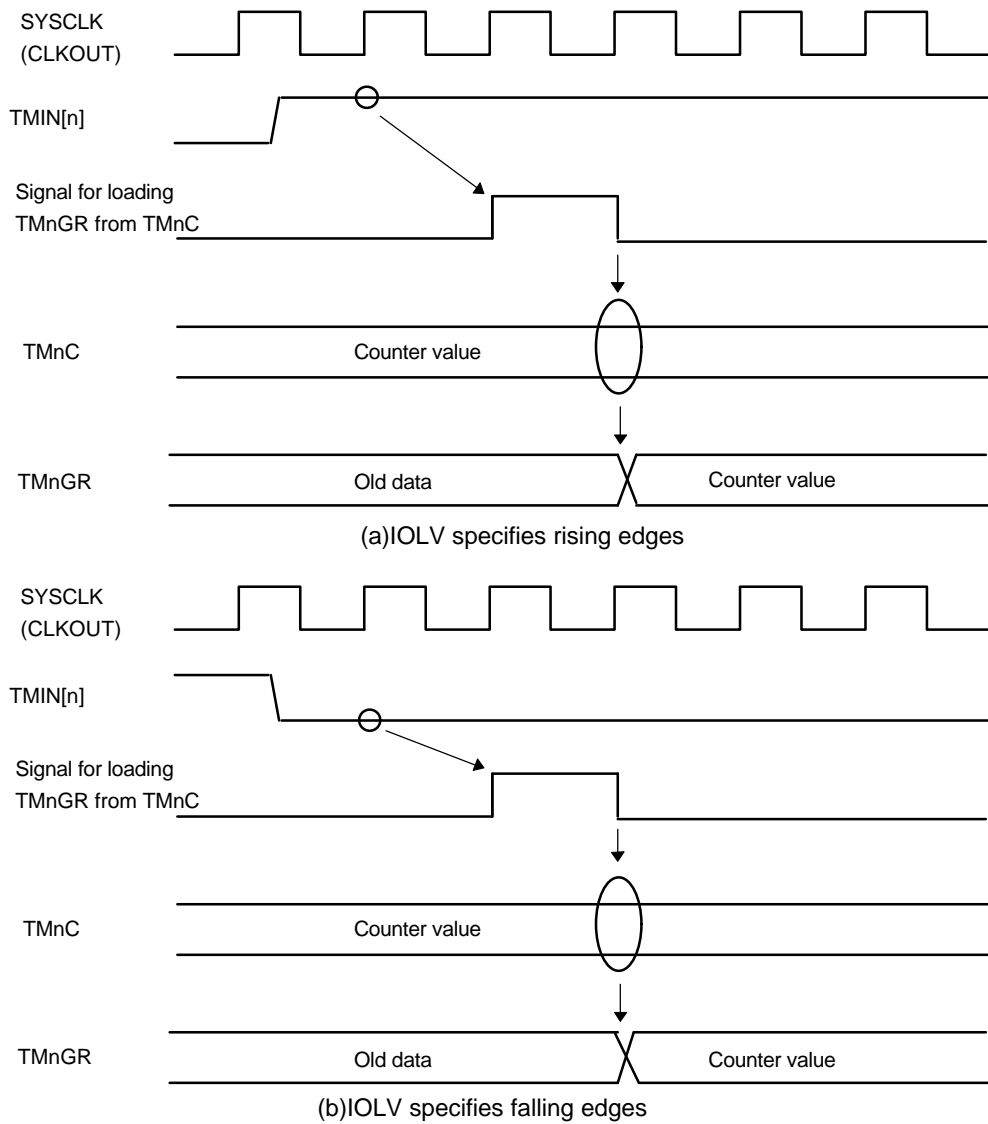 SYSCLK
(CLKOUT)
TMIN[n]
Signal for loading
TMnGR from TMnC
TMnC
Counter value
TMnGR
Old data
Counter value
(a)IOLV specifies rising edges
SYSCLK
(CLKOUT)
TMIN[n]
Signal for loading
TMnGR from TMnC
TMnC
Counter value
TMnGR
Old data
Counter value
(b)IOLV specifies falling edges